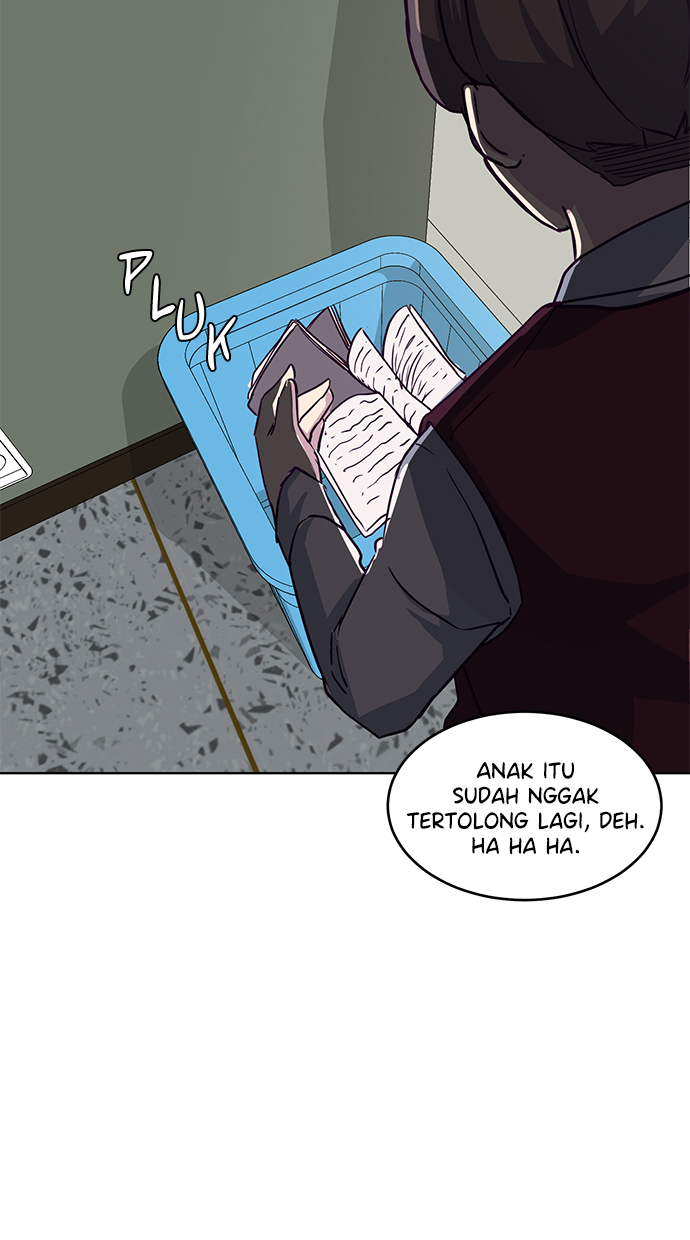 PLUK
ANAK ITU
SUDAH NGGAK
TERTOLONG LAGI, DEH.
HA HA HA.